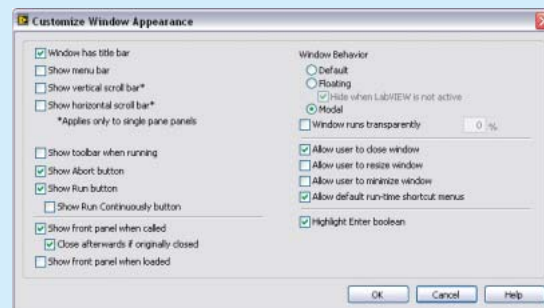 Customize Window Appearance
Window has title bar
Show menu bar
Show vertical scroll bar*
Show horizontal scroll bar*
*Applies only to single pane panels
Show toolbar when running
Show Abort button
Show Run button
Show Run Continuously button
Show front panel when called
Close afterwards if originally closed
Show front panel when loaded
Window Behavior
Default
Floating
Hide when LabVIEW is not active
Modal
Window runs transparently
0 %
Allow user to close window
Allow user to resize window
Allow user to minimize window
Allow default run-time shortcut menus
Highlight Enter boolean
OK
Cancel
Help